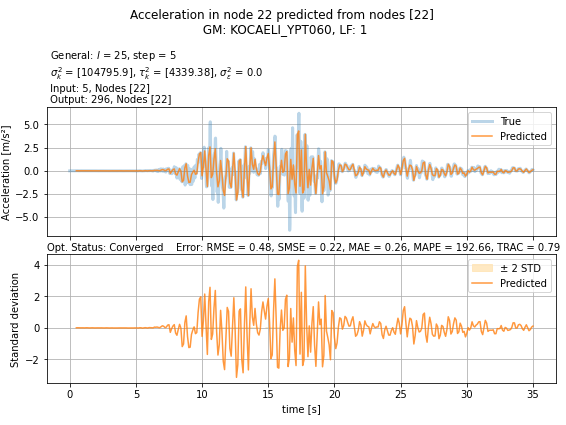 Acceleration in node 22 predicted from nodes [22]
GM: KOCAELI_YPT060, LF: 1
General: l = 25, step = 5
σ²ₖ = [104795.9], τ²ₖ = [4339.38], σ²ε = 0.0
Input: 5, Nodes [22]
Output: 296, Nodes [22]
Acceleration [m/s²]
5.0
2.5
0.0
−2.5
−5.0
True
Predicted
Opt. Status: Converged    Error: RMSE = 0.48, SMSE = 0.22, MAE = 0.26, MAPE = 192.66, TRAC = 0.79
Standard deviation
4
2
0
−2
± 2 STD
Predicted
0 5 10 15 20 25 30 35
time [s]